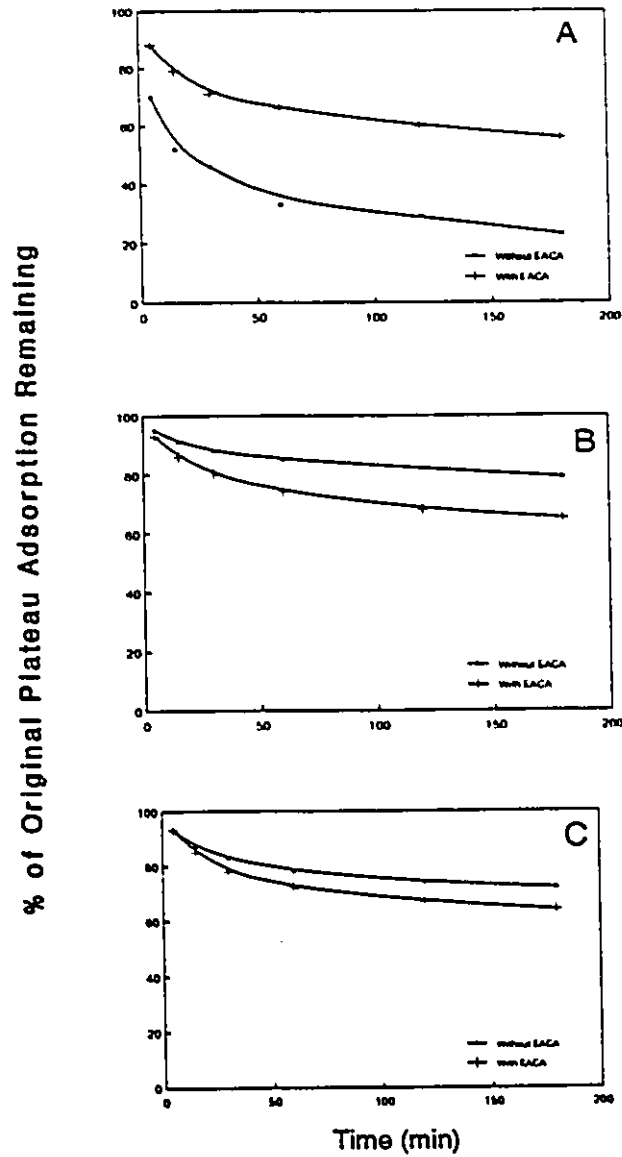 % of Original Plateau Adsorption Remaining
A
100
80
60
40
20
0
0 50 100 150 200
Without EACA
With EACA
B
100
80
60
40
20
0
0 50 100 150 200
Without EACA
With EACA
C
100
80
60
40
20
0
0 50 100 150 200
Without EACA
With EACA
Time (min)